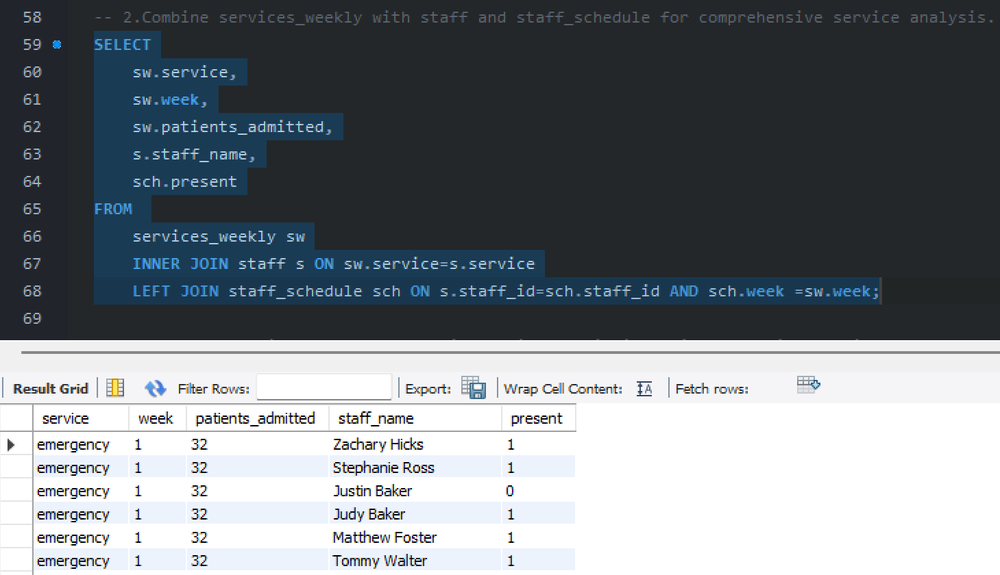 58 -- 2.Combine services_weekly with staff and staff_schedule for comprehensive service analysis.
59 SELECT
60 sw.service,
61 sw.week,
62 sw.patients_admitted,
63 s.staff_name,
64 sch.present
65 FROM
66 services_weekly sw
67 INNER JOIN staff s ON sw.service=s.service
68 LEFT JOIN staff_schedule sch ON s.staff_id=sch.staff_id AND sch.week =sw.week;
69
Result Grid Filter Rows: Export: Wrap Cell Content: Fetch rows:
service week patients_admitted staff_name present
emergency 1 32 Zachary Hicks 1
emergency 1 32 Stephanie Ross 1
emergency 1 32 Justin Baker 0
emergency 1 32 Judy Baker 1
emergency 1 32 Matthew Foster 1
emergency 1 32 Tommy Walter 1